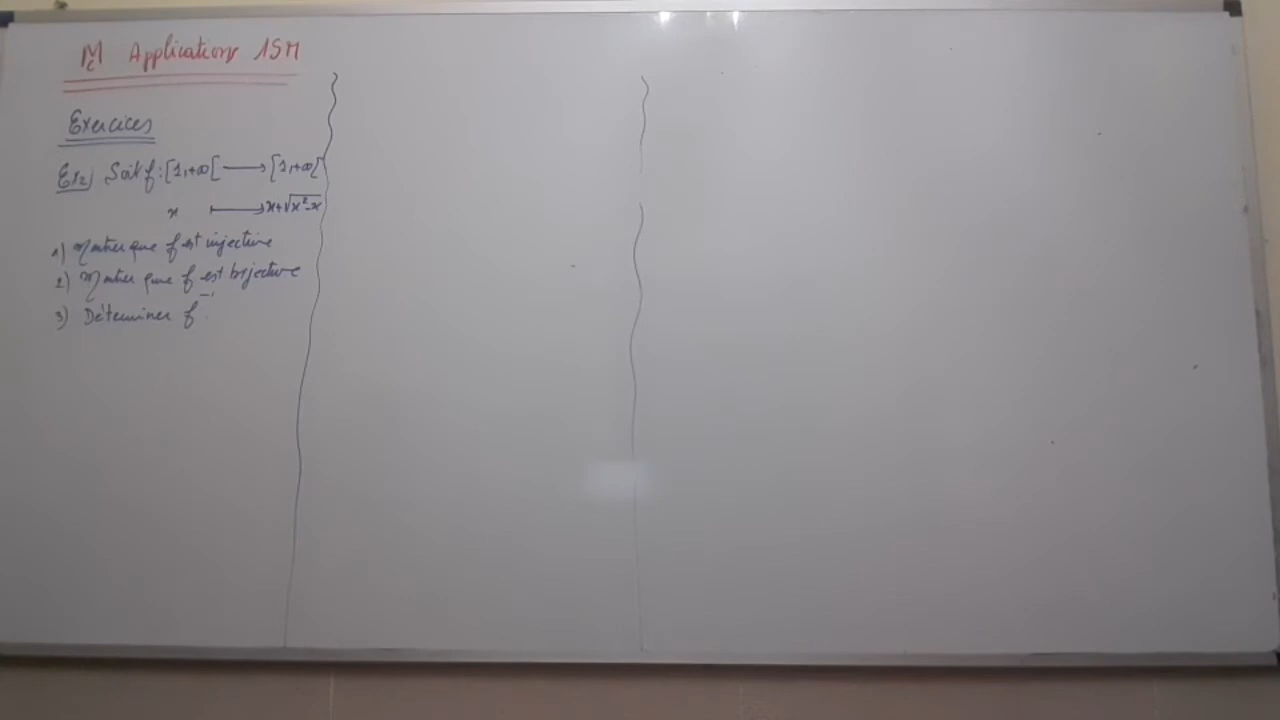 Mc Applications 1SM
Exercices
Ex2) Soit f : [1,+∞[ ⟶ [1,+∞[
x ⟼ x+√x²-x
1) Montrer que f est injective
2) Montrer que f est bijective
3) Déterminer f⁻¹.